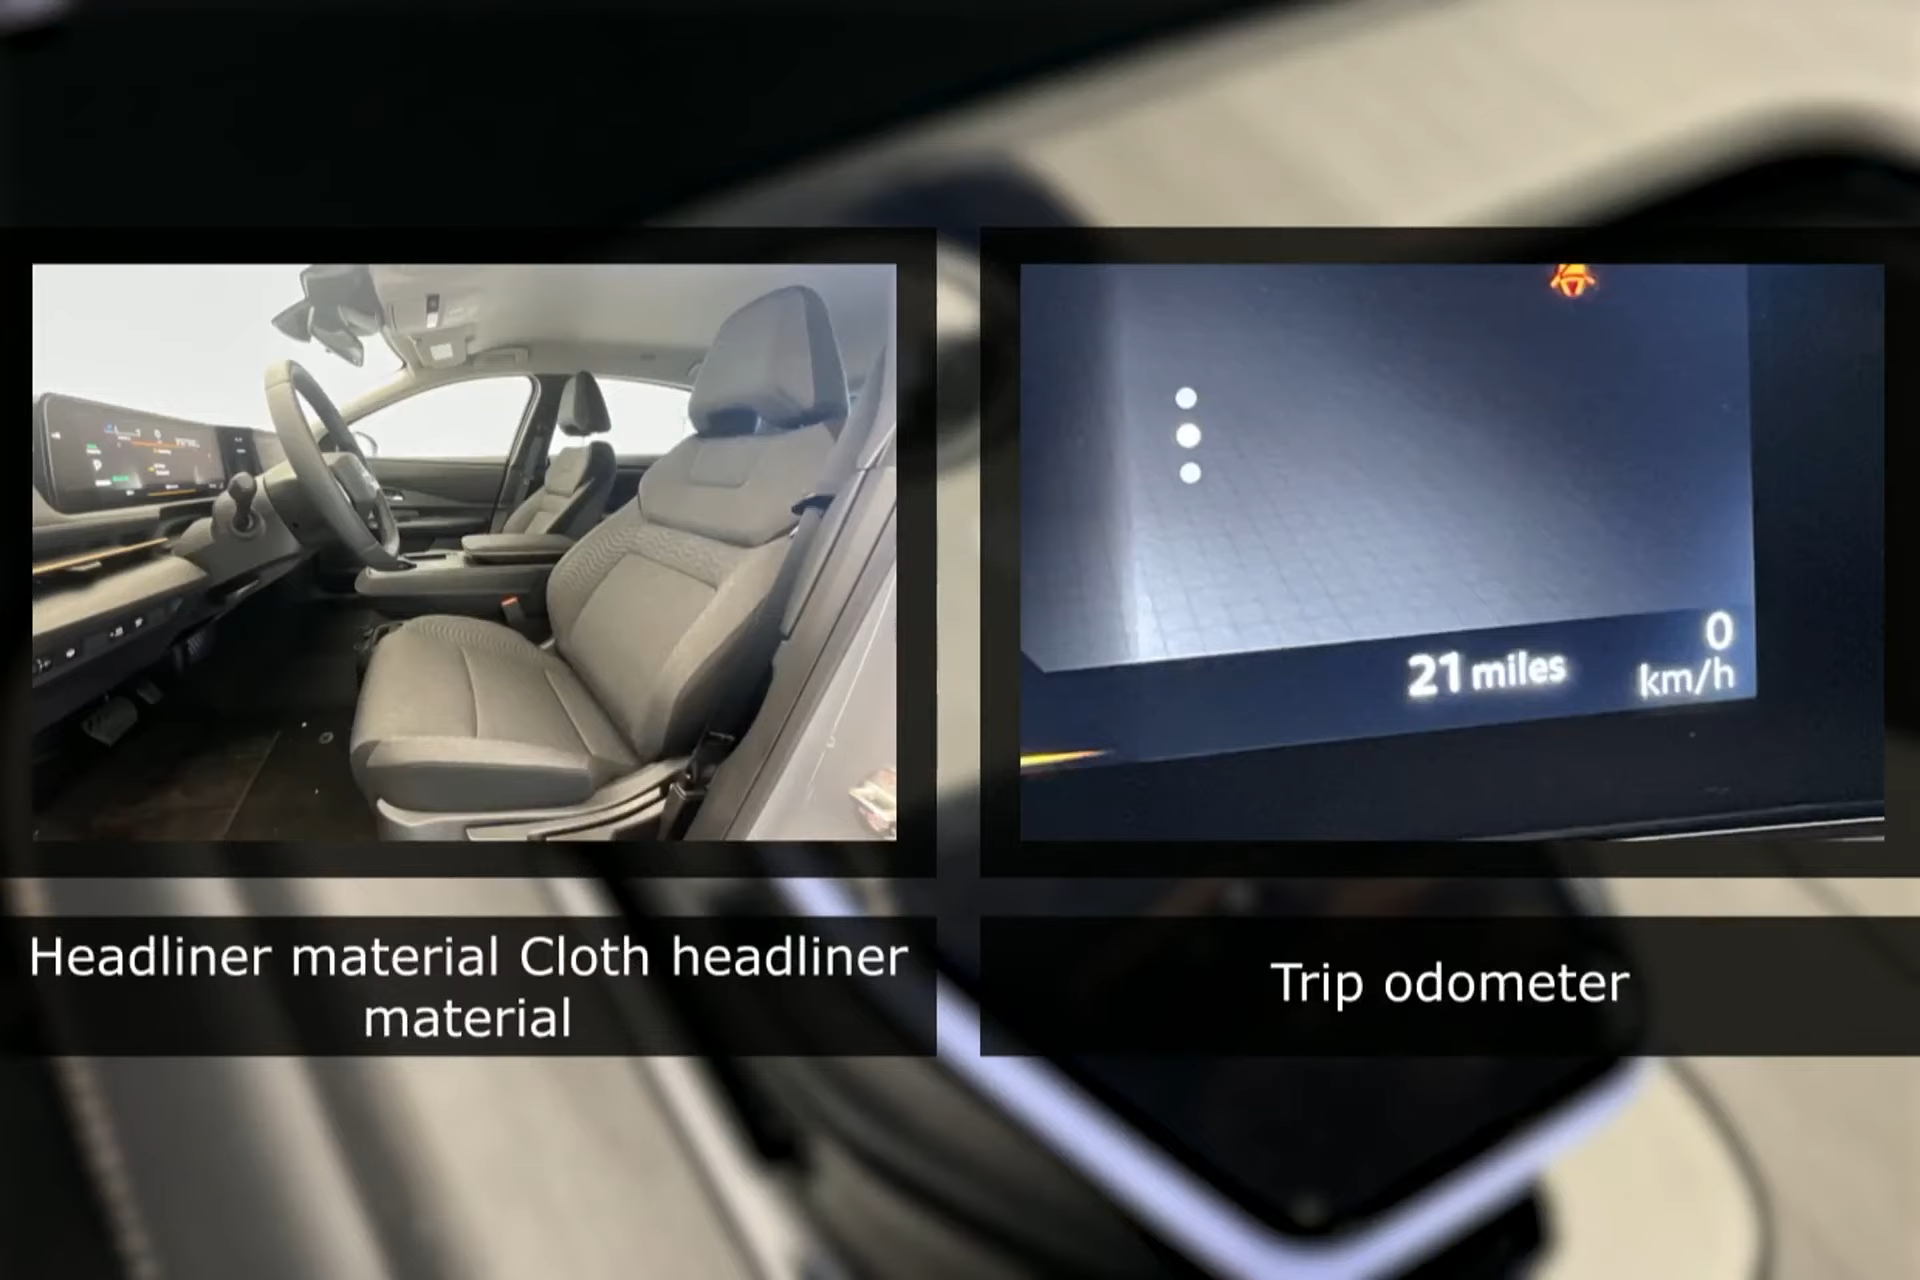 21 miles
0
km/h
Headliner material Cloth headliner
material
Trip odometer